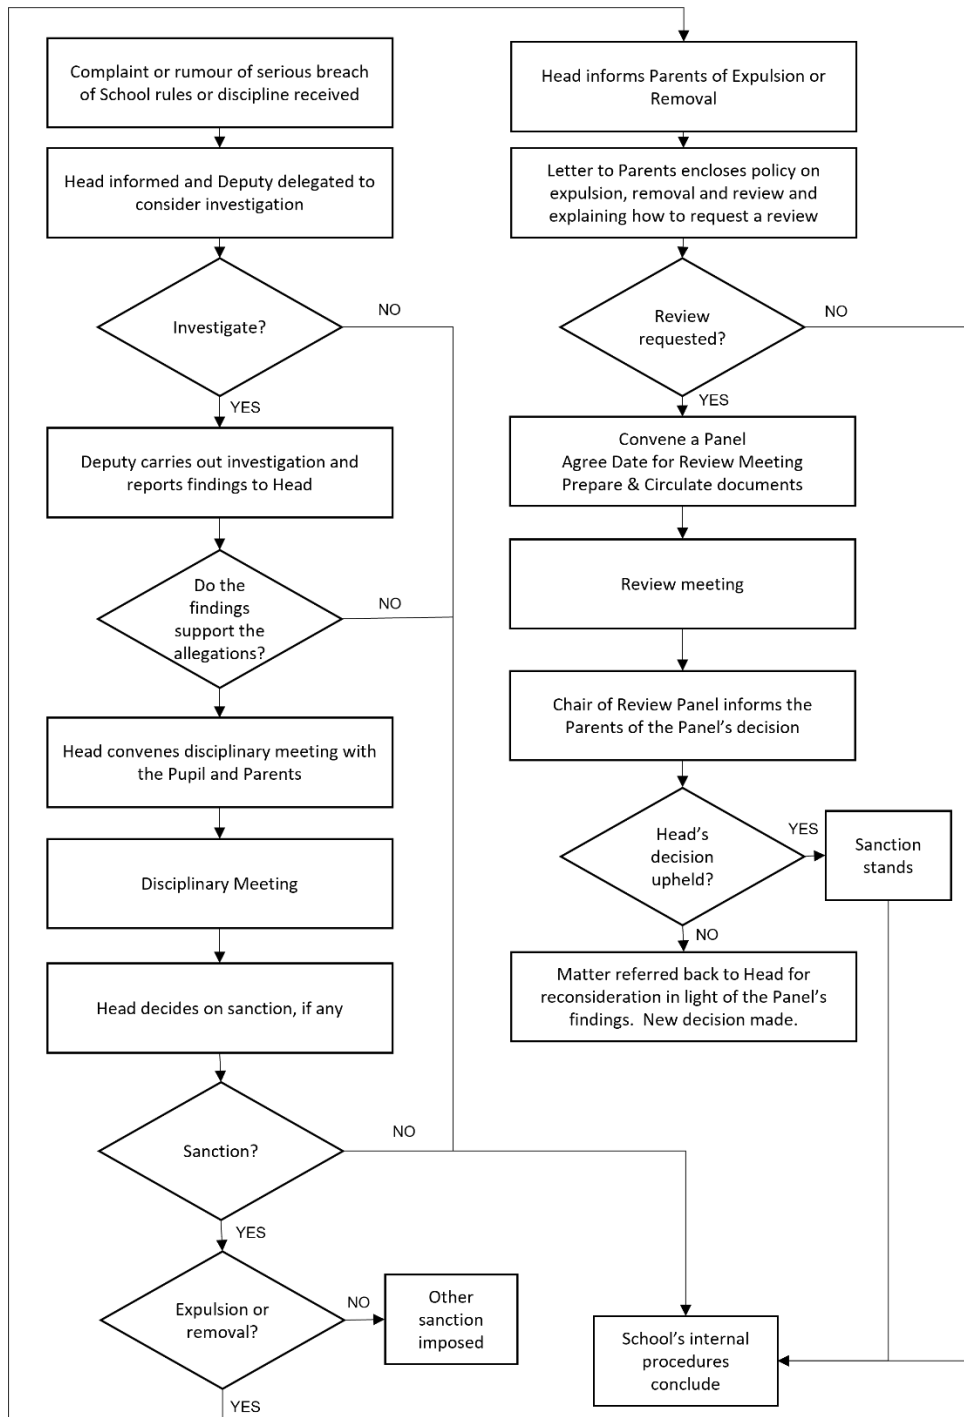 Complaint or rumour of serious breach
of School rules or discipline received
Head informed and Deputy delegated to
consider investigation
Investigate?
NO
YES
Deputy carries out investigation and
reports findings to Head
Do the
findings
support the
allegations?
NO
Head convenes disciplinary meeting with
the Pupil and Parents
Disciplinary Meeting
Head decides on sanction, if any
Sanction?
NO
YES
Expulsion or
removal?
NO
Other
sanction
imposed
YES
Head informs Parents of Expulsion or
Removal
Letter to Parents encloses policy on
expulsion, removal and review and
explaining how to request a review
Review
requested?
NO
YES
Convene a Panel
Agree Date for Review Meeting
Prepare & Circulate documents
Review meeting
Chair of Review Panel informs the
Parents of the Panel’s decision
Head’s
decision
upheld?
YES
Sanction
stands
NO
Matter referred back to Head for
reconsideration in light of the Panel’s
findings.  New decision made.
School’s internal
procedures
conclude